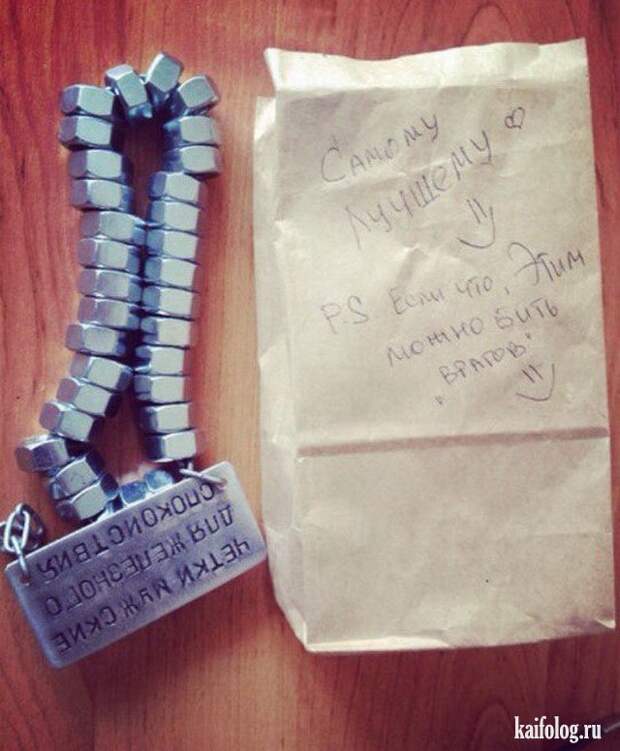 Самому
лучшему
P.S Если что, Этим
можно бить
"врагов"
ЧЕТКИ МУЖСКИЕ
ДЛЯ ЖЕЛЕЗНОГО
СПОКОЙСТВИЯ
kaifolog.ru